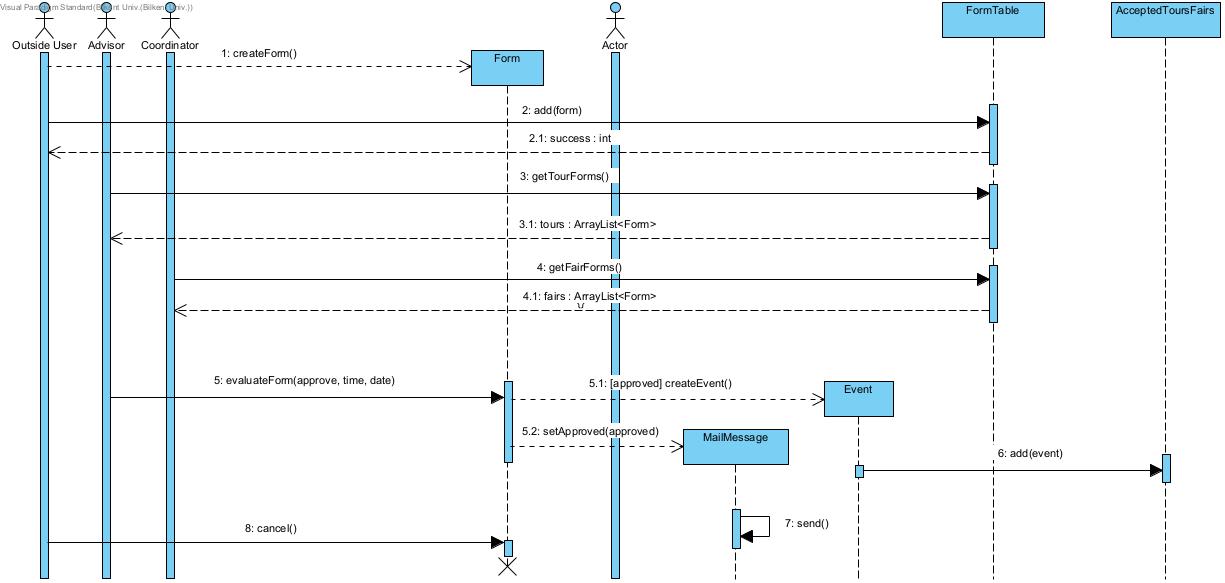 Visual Paradigm Standard(Bilkent Univ.(Bilkent Univ.))
FormTable
AcceptedToursFairs
Outside User
Advisor
Coordinator
Actor
1: createForm()
Form
2: add(form)
2.1: success : int
3: getTourForms()
3.1: tours : ArrayList<Form>
4: getFairForms()
4.1: fairs : ArrayList<Form>
5: evaluateForm(approve, time, date)
5.1: [approved] createEvent()
Event
5.2: setApproved(approved)
MailMessage
6: add(event)
7: send()
8: cancel()